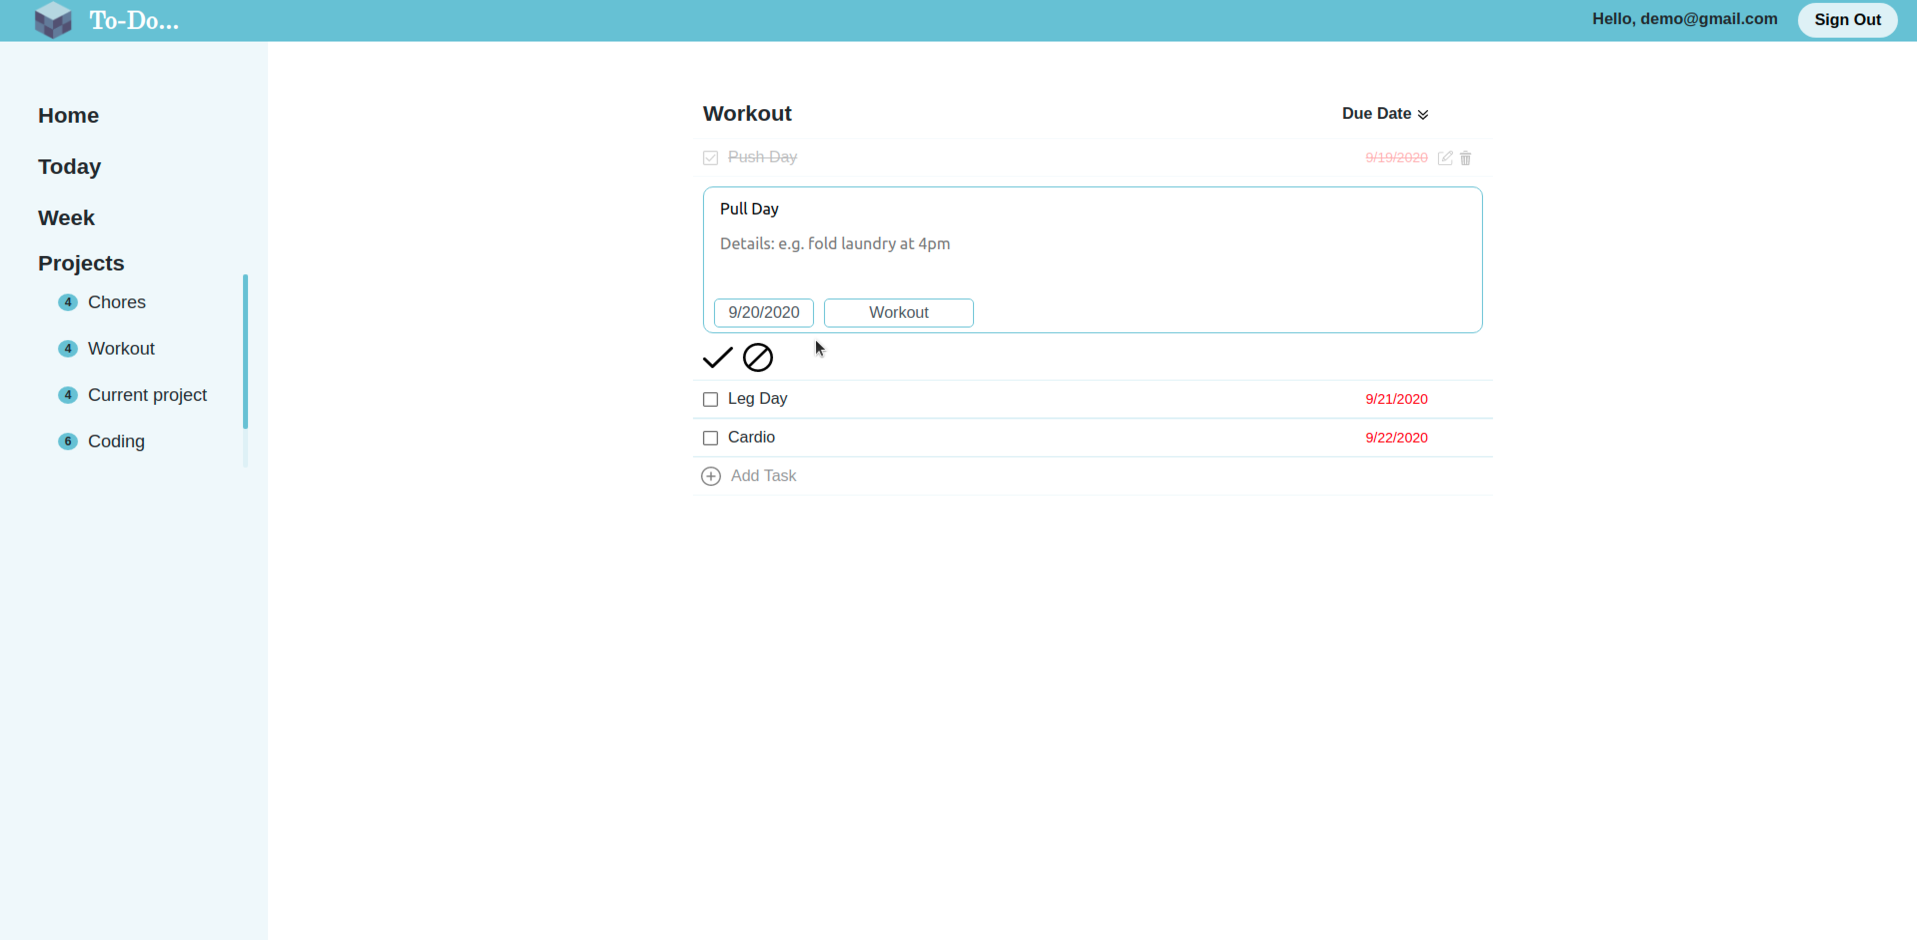 To-Do...
Hello, demo@gmail.com
Sign Out
Home
Today
Week
Projects
4 Chores
4 Workout
4 Current project
6 Coding
Workout
Due Date
Push Day 9/19/2020
Pull Day
Details: e.g. fold laundry at 4pm
9/20/2020
Workout
Leg Day 9/21/2020
Cardio 9/22/2020
Add Task